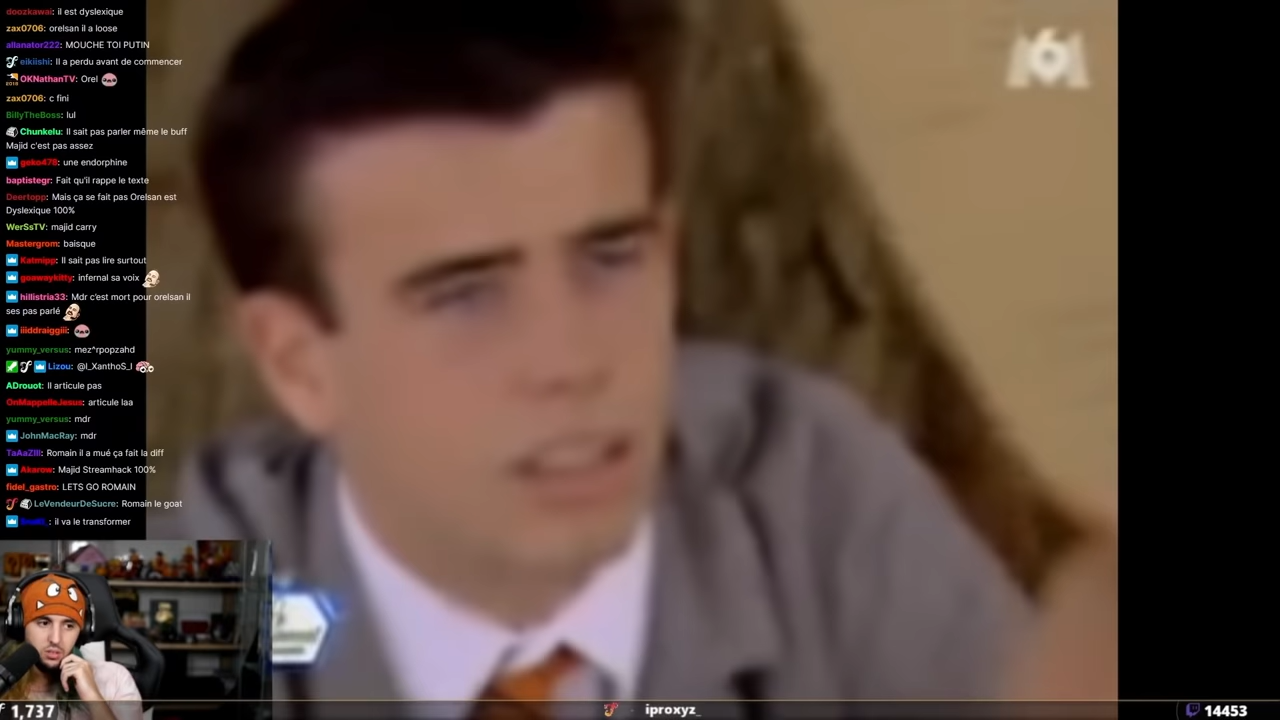 doozkawai: il est dyslexique
zax0706: orelsan il a loose
allanator222: MOUCHE TOI PUTIN
eikiishi: Il a perdu avant de commencer
OKNathanTV: Orel
zax0706: c fini
BillyTheBoss: lul
Chunkelu: Il sait pas parler même le buff
Majid c'est pas assez
geko478: une endorphine
baptistegr: Fait qu'il rappe le texte
Deertopp: Mais ça se fait pas Orelsan est
Dyslexique 100%
WerSsTV: majid carry
Mastergrom: baisque
Katmipp: Il sait pas lire surtout
goawaykitty: infernal sa voix
hillistria33: Mdr c'est mort pour orelsan il
ses pas parlé
iiiddraiggiii:
yummy_versus: mez^rpopzahd
Lizou: @I_XanthoS_I
ADrouot: Il articule pas
OnMappelleJesus: articule laa
yummy_versus: mdr
JohnMacRay: mdr
TaAaZIII: Romain il a mué ça fait la diff
Akarow: Majid Streamhack 100%
fidel_gastro: LETS GO ROMAIN
LeVendeurDeSucre: Romain le goat
: il va le transformer
M6
1,737
iproxyz_
14453